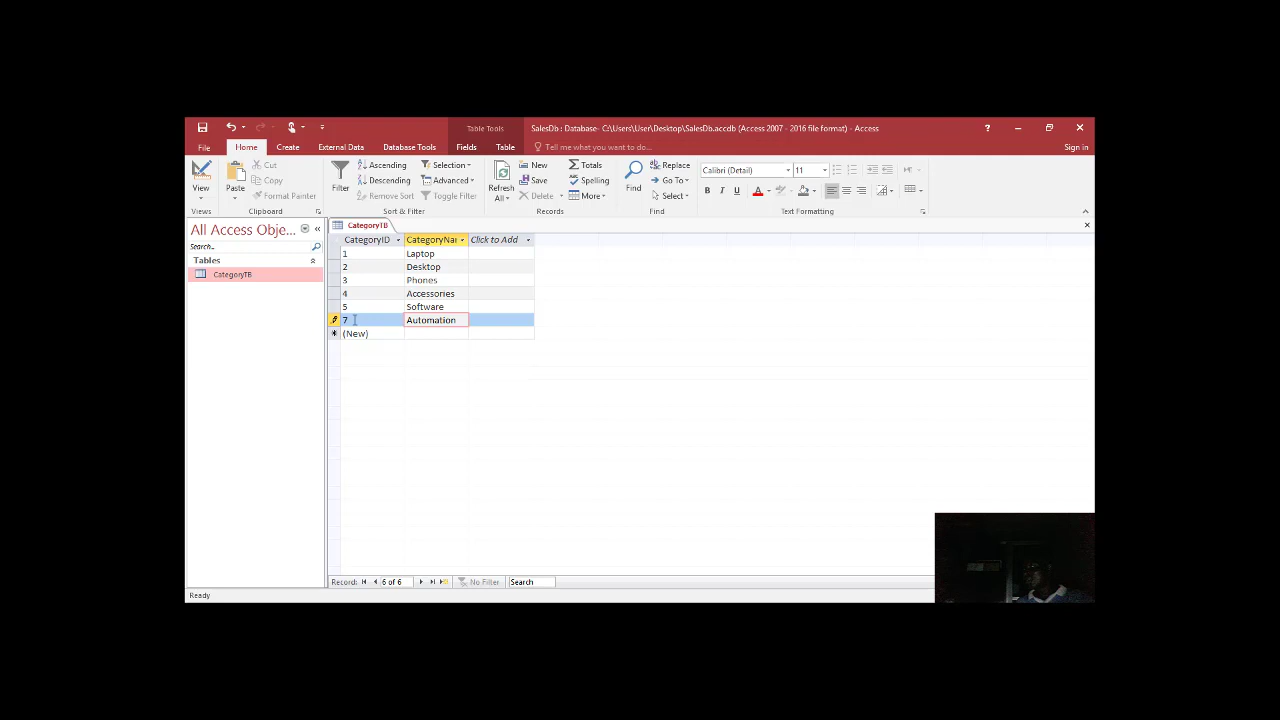 Table Tools
SalesDb : Database- C:\Users\User\Desktop\SalesDb.accdb (Access 2007 - 2016 file format) - Access
?
File Home Create External Data Database Tools Fields Table Tell me what you want to do... Sign in
View
Views
Paste
Cut
Copy
Format Painter
Clipboard
Filter
Ascending
Descending
Remove Sort
Selection
Advanced
Toggle Filter
Sort & Filter
Refresh
All
New
Save
Delete
Totals
Spelling
More
Records
Find
Replace
Go To
Select
Find
Calibri (Detail) 11
B I U A
Text Formatting
All Access Obje...
Search...
Tables
CategoryTB
CategoryTB
CategoryID CategoryNar Click to Add
1 Laptop
2 Desktop
3 Phones
4 Accessories
5 Software
7 Automation
(New)
Record: 6 of 6 No Filter Search
Ready